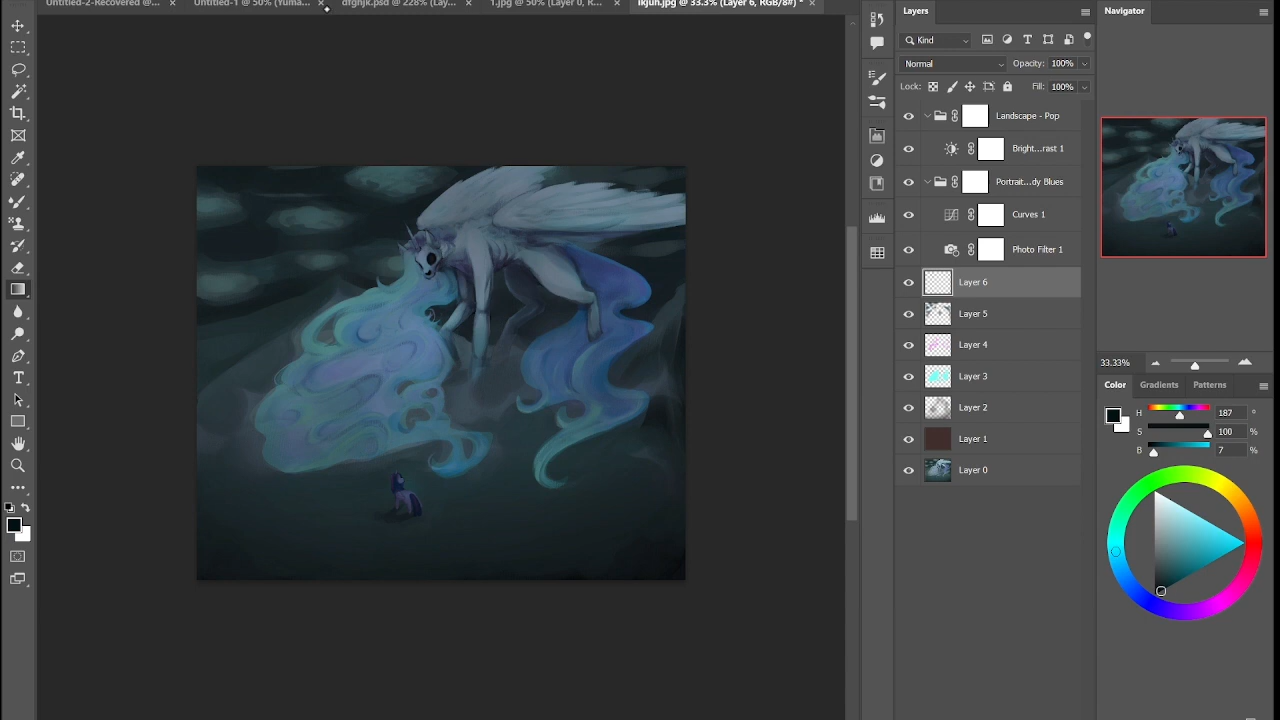 Untitled-2-Recovered @... × Untitled-1 @ 50% (Yuma... × dfgnjk.psd @ 228% (Lay... × 1.jpg @ 50% (Layer 0, R... × ikjun.jpg @ 33.3% (Layer 6, RGB/8#) * ×
Layers
Navigator
Kind
T
Normal
Opacity: 100%
Lock:
Fill: 100%
Landscape - Pop
Bright...rast 1
Portrait...dy Blues
Curves 1
Photo Filter 1
Layer 6
Layer 5
Layer 4
Layer 3
Layer 2
Layer 1
Layer 0
33.33%
Color Gradients Patterns
H 187 °
S 100 %
B 7 %
T